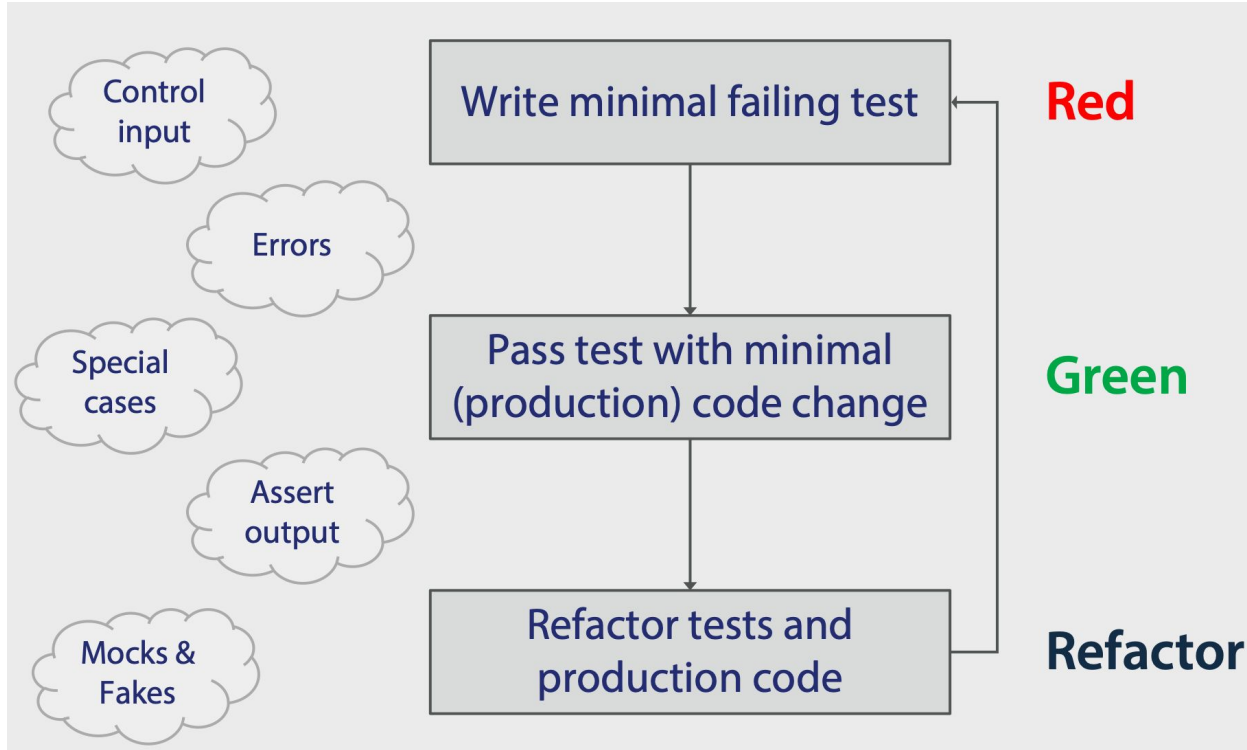 Control
input
Errors
Special
cases
Assert
output
Mocks &
Fakes
Write minimal failing test
Pass test with minimal
(production) code change
Refactor tests and
production code
Red
Green
Refactor